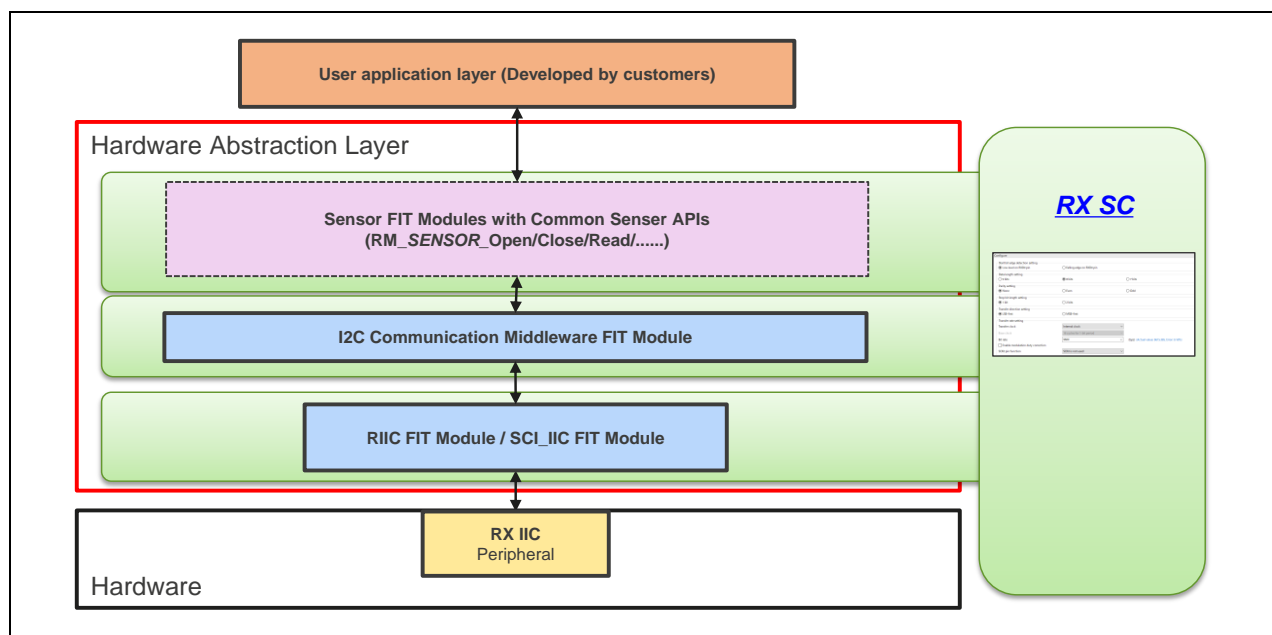 User application layer (Developed by customers)
Hardware Abstraction Layer
Sensor FIT Modules with Common Senser APIs
(RM_SENSOR_Open/Close/Read/......)
RX SC
I2C Communication Middleware FIT Module
RIIC FIT Module / SCI_IIC FIT Module
RX IIC
Peripheral
Hardware